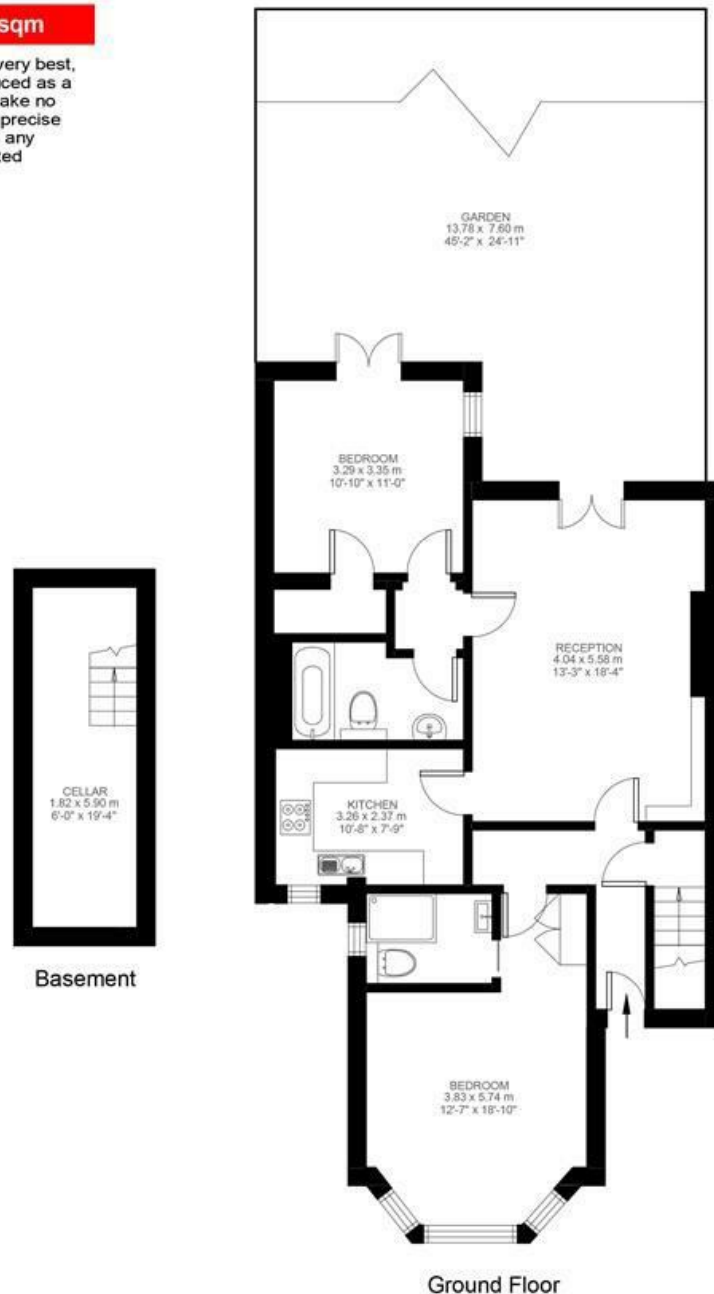 sqm
very best,
ced as a
ake no
precise
any
ted
GARDEN
13.78 x 7.60 m
45'-2" x 24'-11"
BEDROOM
3.29 x 3.35 m
10'-10" x 11'-0"
RECEPTION
4.04 x 5.58 m
13'-3" x 18'-4"
CELLAR
1.82 x 5.90 m
6'-0" x 19'-4"
KITCHEN
3.26 x 2.37 m
10'-8" x 7'-9"
Basement
BEDROOM
3.83 x 5.74 m
12'-7" x 18'-10"
Ground Floor